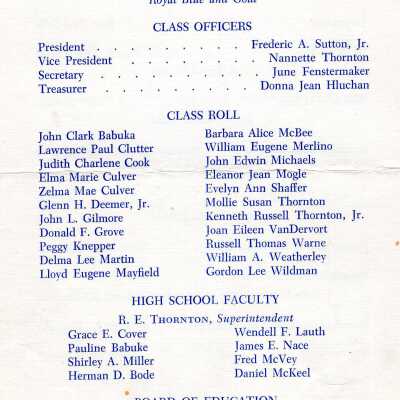 Royal Blue and Gold
CLASS OFFICERS
President . . . . . . . . Frederic A. Sutton, Jr.
Vice President . . . . . . . Nannette Thornton
Secretary . . . . . . . . June Fenstermaker
Treasurer . . . . . . . . Donna Jean Hluchan
CLASS ROLL
John Clark Babuka
Lawrence Paul Clutter
Judith Charlene Cook
Elma Marie Culver
Zelma Mae Culver
Glenn H. Deemer, Jr.
John L. Gilmore
Donald F. Grove
Peggy Knepper
Delma Lee Martin
Lloyd Eugene Mayfield
Barbara Alice McBee
William Eugene Merlino
John Edwin Michaels
Eleanor Jean Mogle
Evelyn Ann Shaffer
Mollie Susan Thornton
Kenneth Russell Thornton, Jr.
Joan Eileen VanDervort
Russell Thomas Warne
William A. Weatherley
Gordon Lee Wildman
HIGH SCHOOL FACULTY
R. E. THORNTON, Superintendent
Grace E. Cover
Pauline Babuke
Shirley A. Miller
Herman D. Bode
Wendell F. Lauth
James E. Nace
Fred McVey
Daniel McKeel
BOARD OF EDUCATION